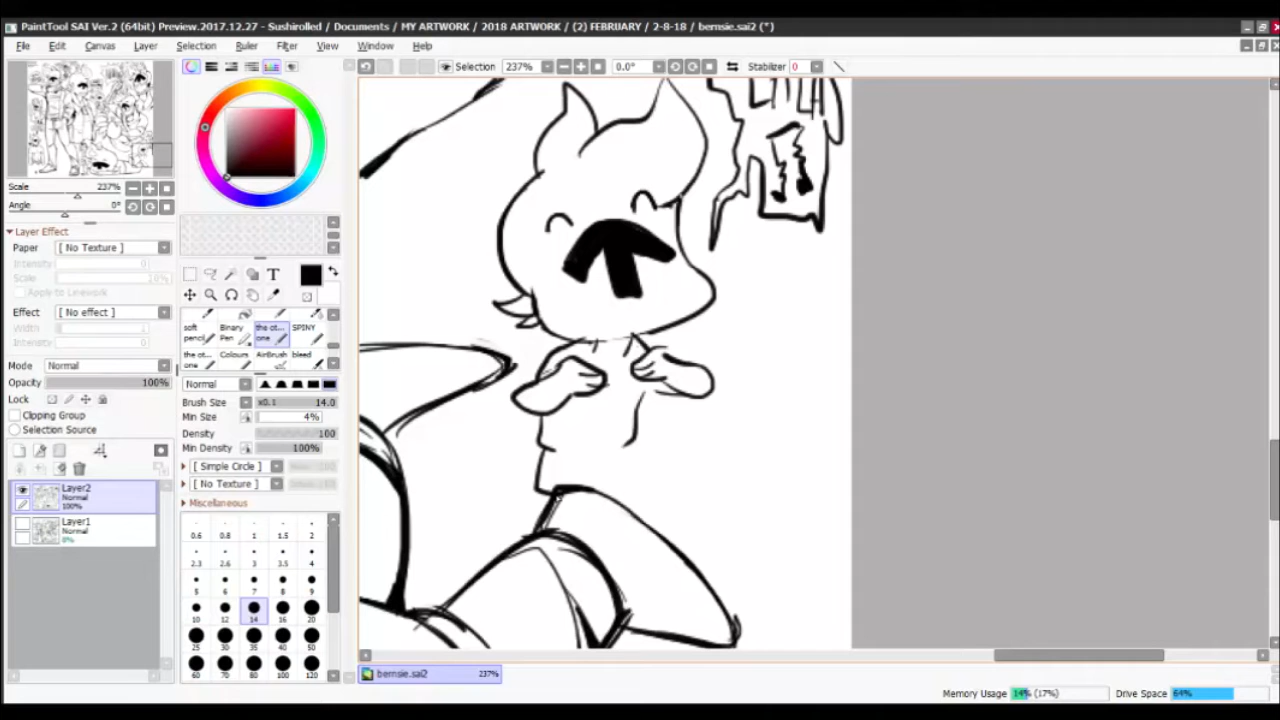 PaintTool SAI Ver.2 (64bit) Preview.2017.12.27 - Sushirolled / Documents / MY ARTWORK / 2018 ARTWORK / (2) FEBRUARY / 2-8-18 / bernsie.sai2 (*)
File Edit Canvas Layer Selection Ruler Filter View Window Help
Selection 237% 0.0° Stabilizer 0
Scale 237%
Angle 0°
Layer Effect
Paper [ No Texture ]
Intensity 0
Scale
Apply to Linework
Effect [ No effect ]
Width 1
Intensity 0
Mode Normal
Opacity 100%
Lock
Clipping Group
Selection Source
Layer2
Normal
100%
Layer1
Normal
0%
T
soft pencil Binary Pen the ot... one SPINY
the ot... one Colours AirBrush bleed
Normal
Brush Size x0.1 14.0
Min Size 4%
Density 100
Min Density 100%
[ Simple Circle ]
[ No Texture ]
Miscellaneous
0.6 0.8 1 1.5 2
2.3 2.6 3 3.5 4
5 6 7 8 9
10 12 14 16 20
25 30 35 40 50
60 70 80 100 120
bernsie.sai2 237%
Memory Usage 14% (17%) Drive Space 64%